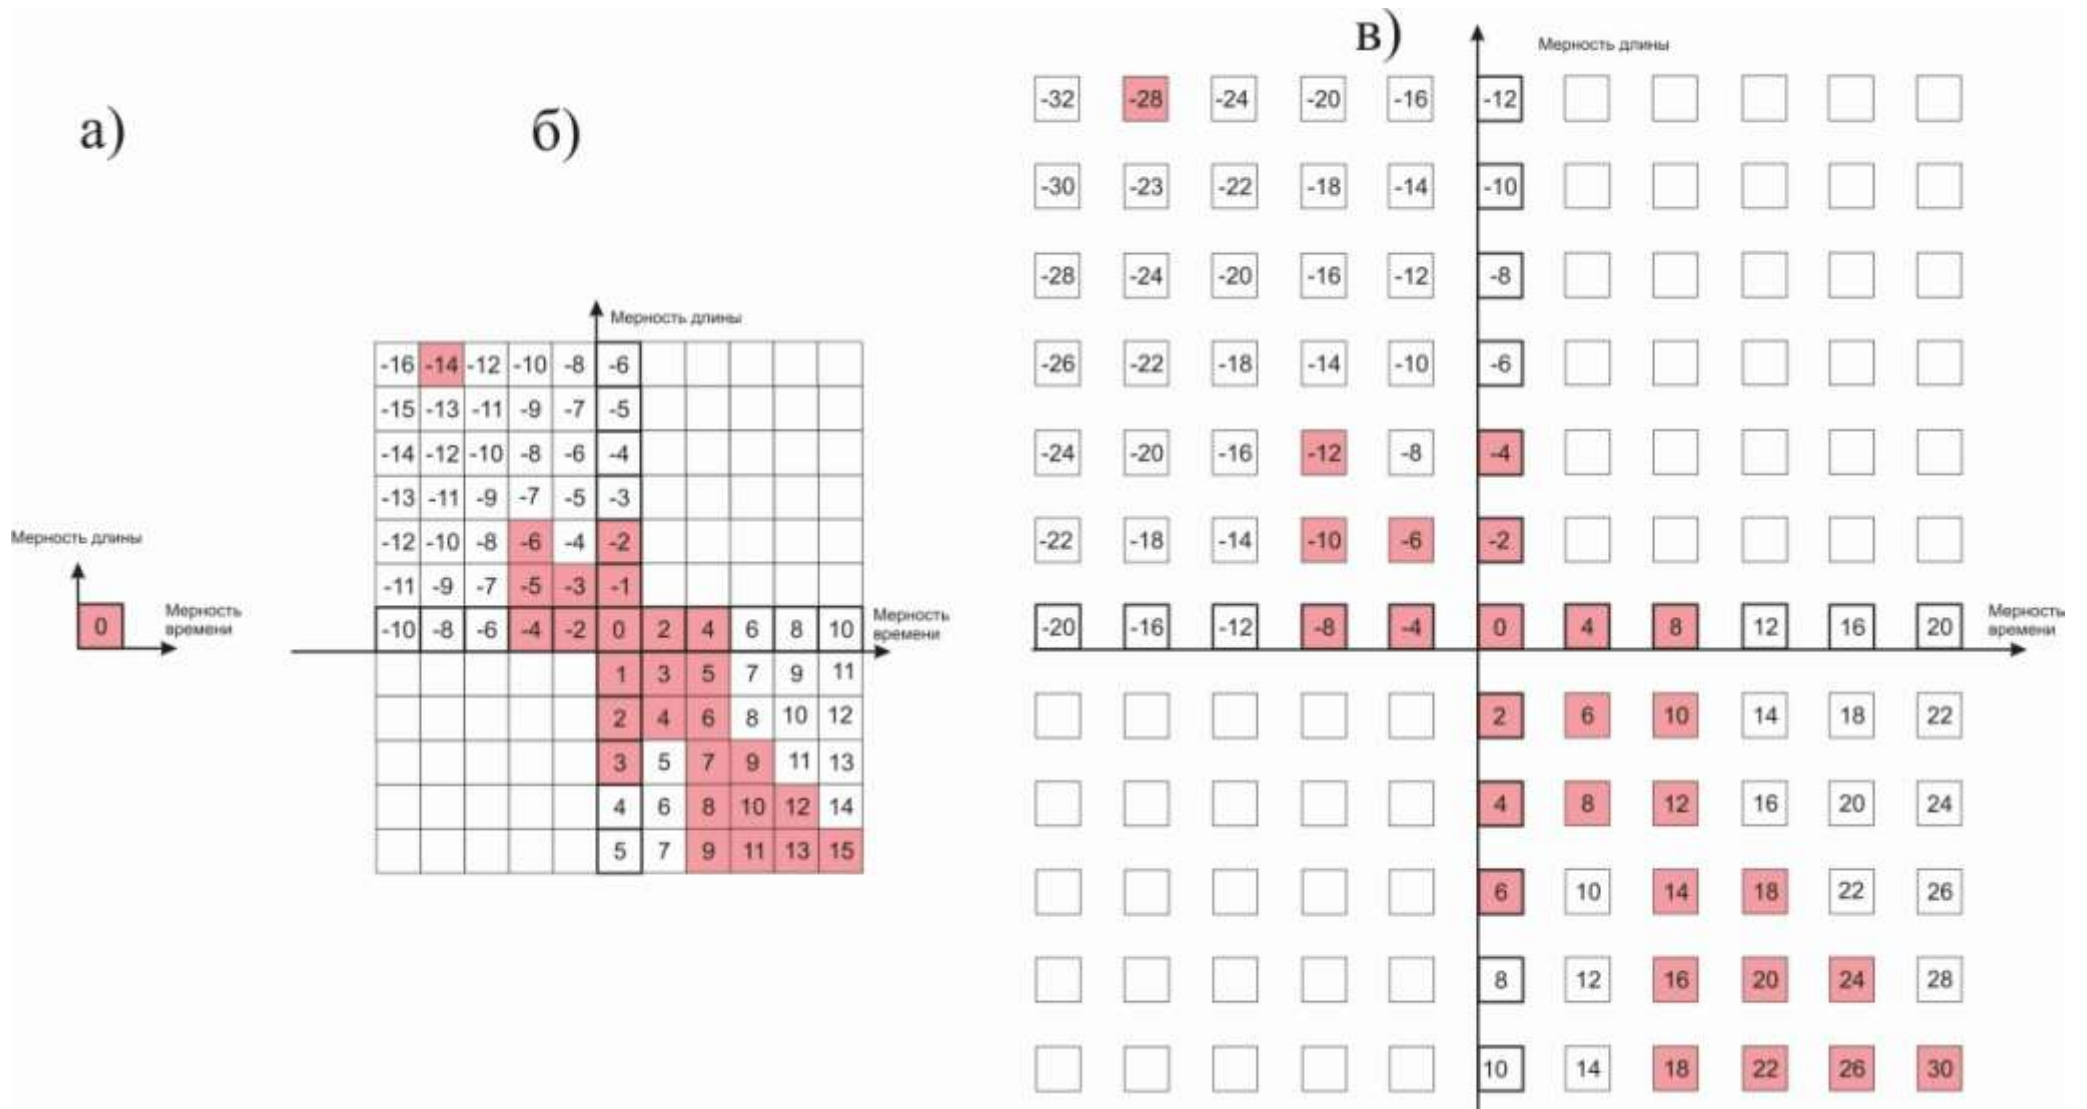 а)
Мерность длины
Мерность
времени
0
б)
Мерность длины
-16 -14 -12 -10 -8 -6
-15 -13 -11 -9 -7 -5
-14 -12 -10 -8 -6 -4
-13 -11 -9 -7 -5 -3
-12 -10 -8 -6 -4 -2
-11 -9 -7 -5 -3 -1
-10 -8 -6 -4 -2 0 2 4 6 8 10
Мерность
времени
1 3 5 7 9 11
2 4 6 8 10 12
3 5 7 9 11 13
4 6 8 10 12 14
5 7 9 11 13 15
в)
Мерность длины
-32 -28 -24 -20 -16 -12
-30 -23 -22 -18 -14 -10
-28 -24 -20 -16 -12 -8
-26 -22 -18 -14 -10 -6
-24 -20 -16 -12 -8 -4
-22 -18 -14 -10 -6 -2
-20 -16 -12 -8 -4 0 4 8 12 16 20
Мерность
времени
2 6 10 14 18 22
4 8 12 16 20 24
6 10 14 18 22 26
8 12 16 20 24 28
10 14 18 22 26 30